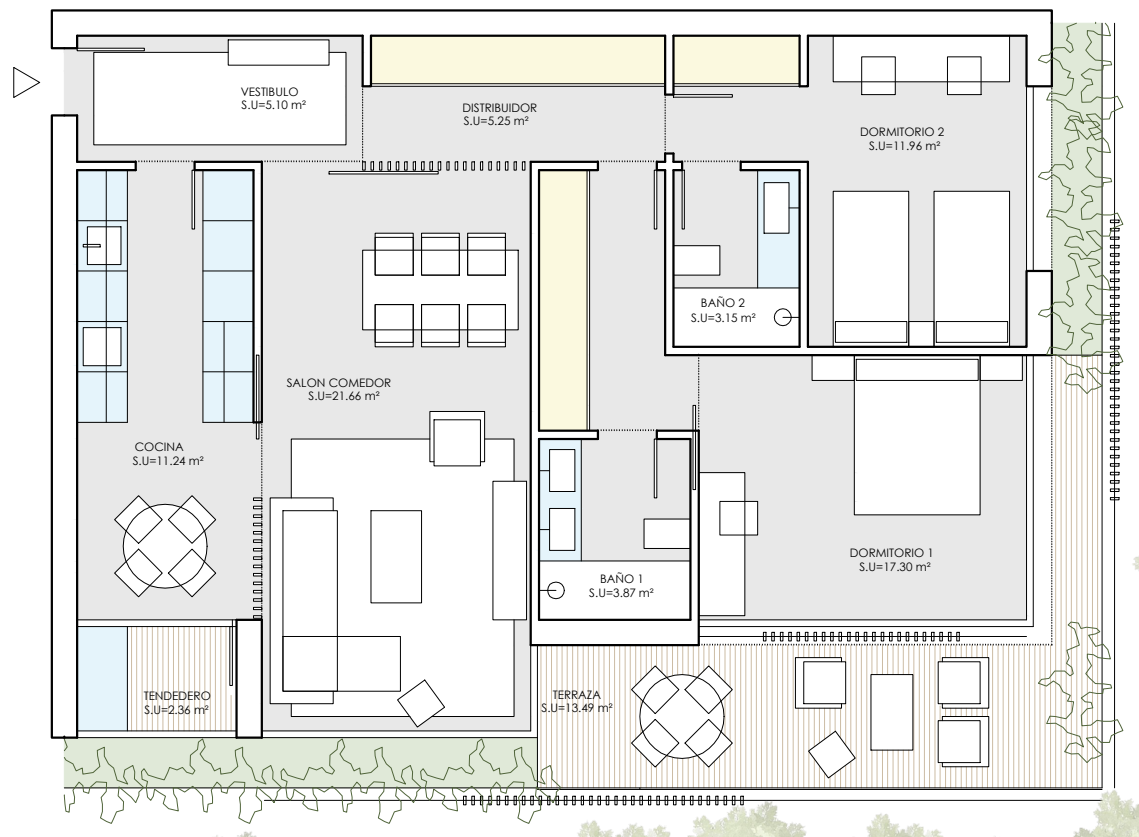 VESTIBULO
S.U=5.10 m²
DISTRIBUIDOR
S.U=5.25 m²
DORMITORIO 2
S.U=11.96 m²
BAÑO 2
S.U=3.15 m²
SALON COMEDOR
S.U=21.66 m²
COCINA
S.U=11.24 m²
DORMITORIO 1
S.U=17.30 m²
BAÑO 1
S.U=3.87 m²
TENDEDERO
S.U=2.36 m²
TERRAZA
S.U=13.49 m²